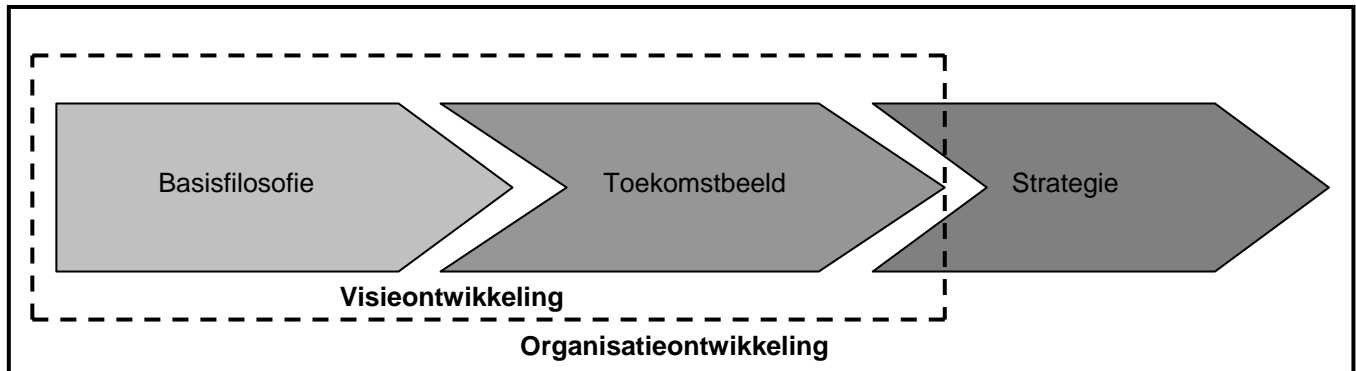 Basisfilosofie
Toekomstbeeld
Strategie
Visieontwikkeling
Organisatieontwikkeling